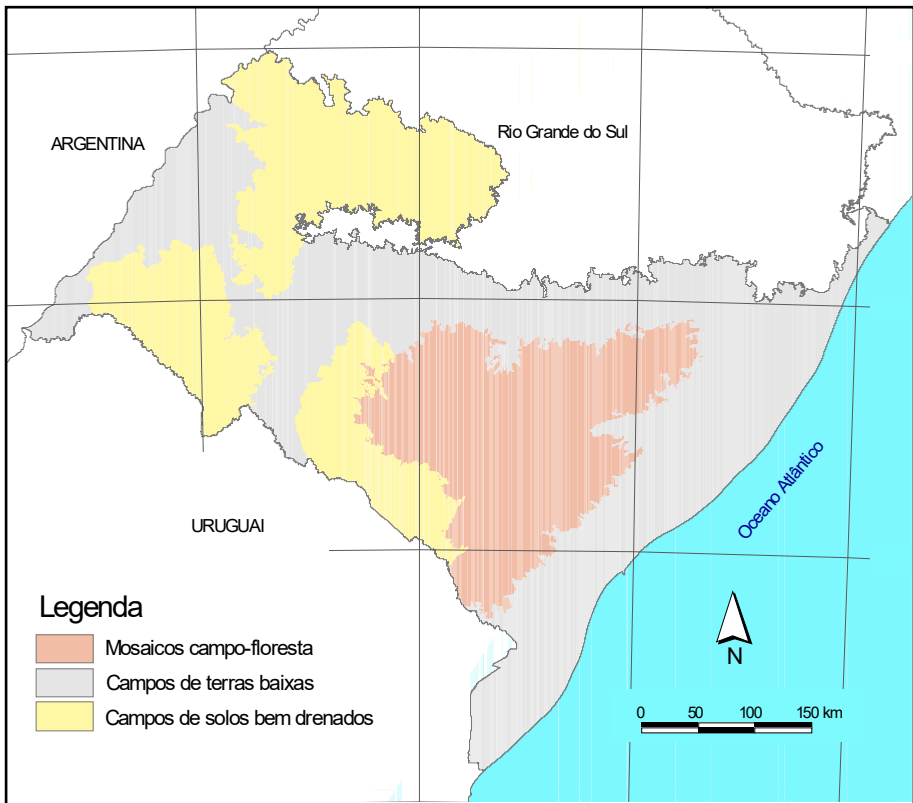 Rio Grande do Sul
ARGENTINA
Oceano Atlântico
URUGUAI
Legenda
Mosaicos campo-floresta
Campos de terras baixas
Campos de solos bem drenados
N
0 50 100 150 km